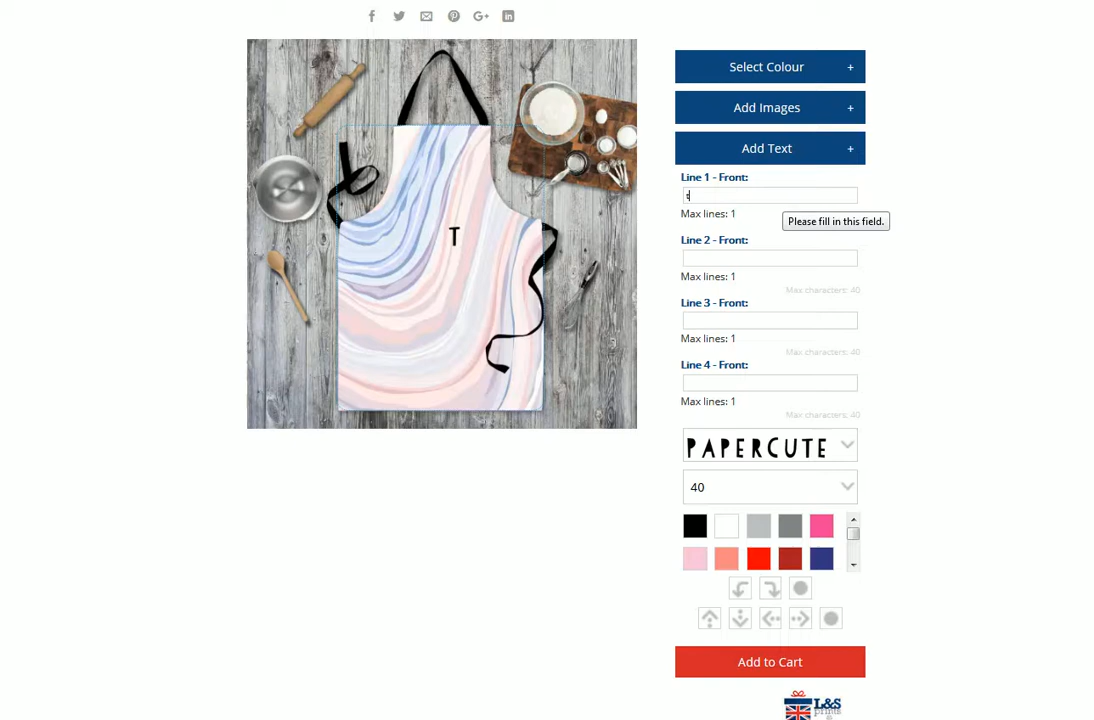 Select Colour +
Add Images +
Add Text +
Line 1 - Front:
t
Max lines: 1
Please fill in this field.
T
Line 2 - Front:
Max lines: 1
Max characters: 40
Line 3 - Front:
Max lines: 1
Max characters: 40
Line 4 - Front:
Max lines: 1
Max characters: 40
PAPERCUTE
40
Add to Cart
L&S
prints